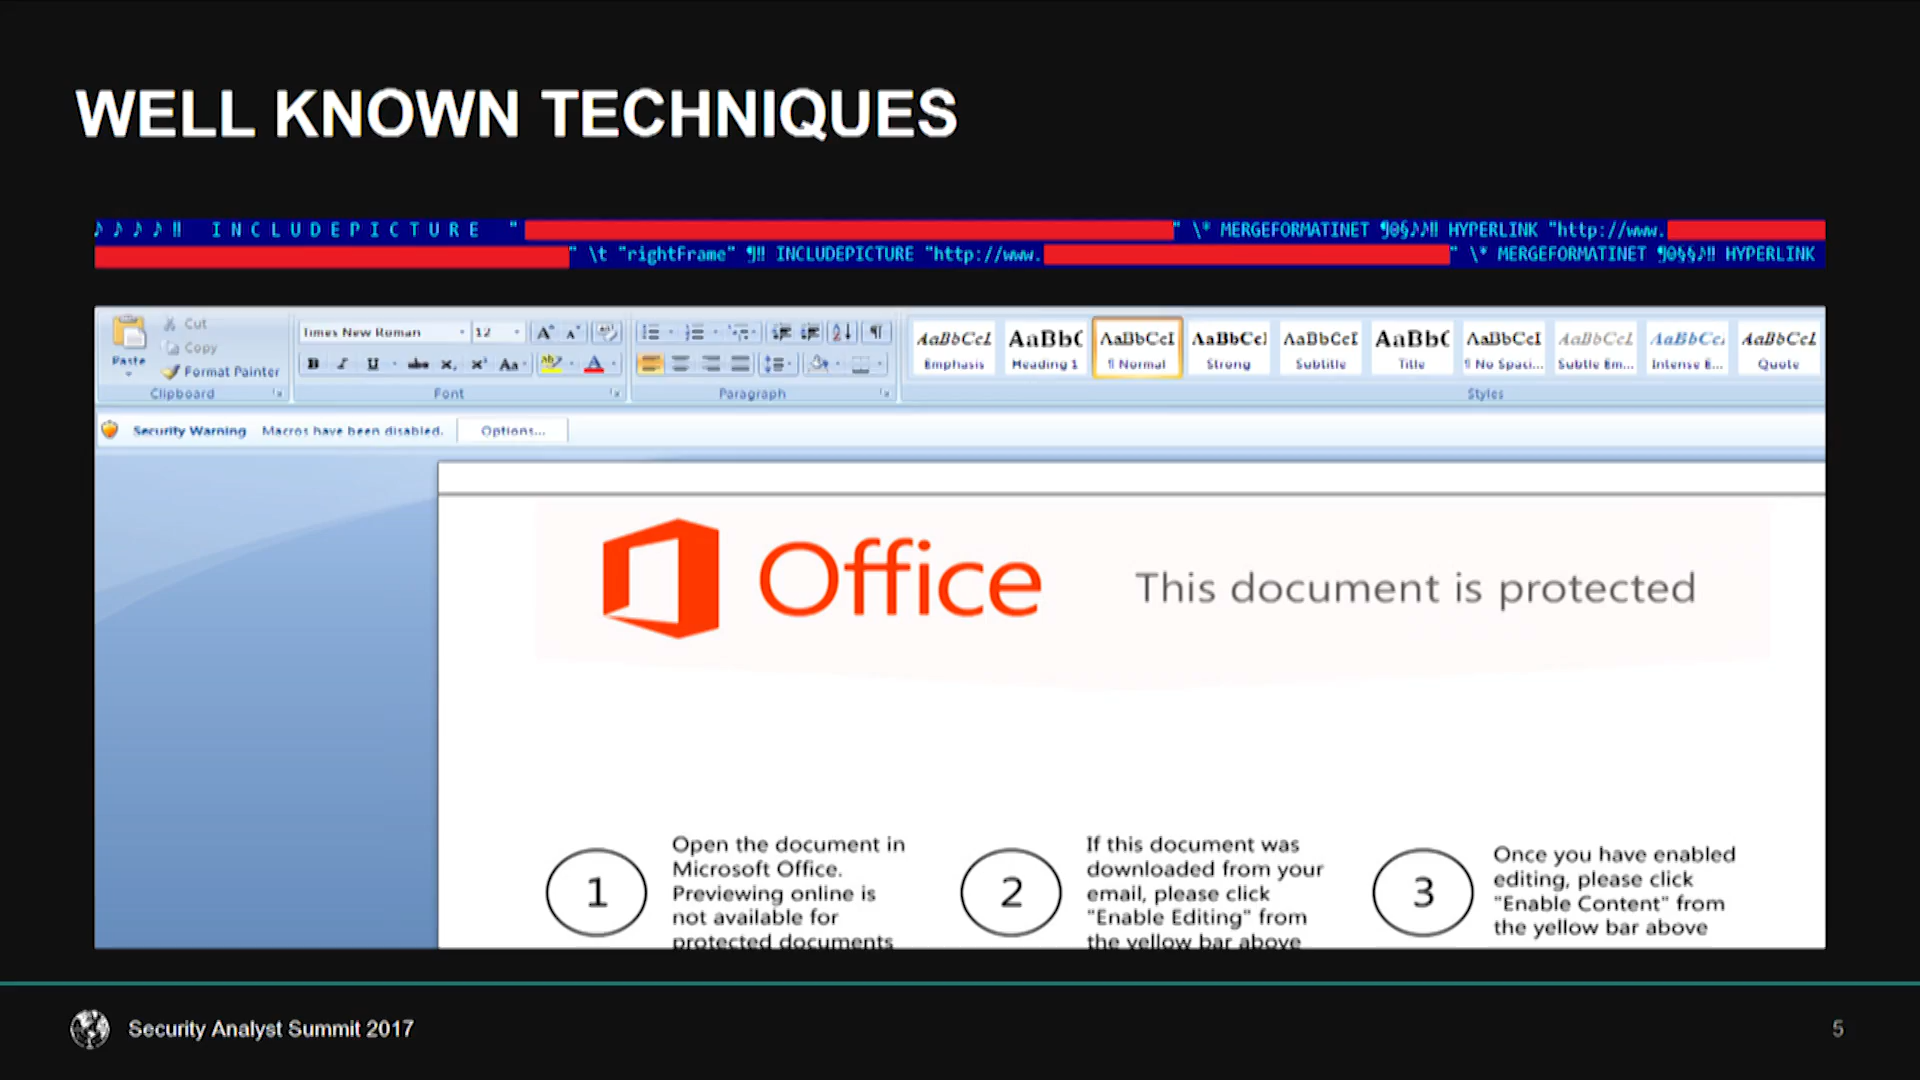 WELL KNOWN TECHNIQUES
♪♪♪♪‼ INCLUDEPICTURE "
" \* MERGEFORMATINET ¶0§♪♪‼ HYPERLINK "http://www.
" \t "rightFrame" ¶‼ INCLUDEPICTURE "http://www.
" \* MERGEFORMATINET ¶0§§♪‼ HYPERLINK
Paste
Cut
Copy
Format Painter
Clipboard
Times New Roman 12
B I U abc x, x² Aa ab A
Font
Paragraph
AaBbCcL AaBbC AaBbCcI AaBbCcI AaBbCcI AaBbC AaBbCcI AaBbCcL AaBbCc AaBbCcL
Emphasis Heading 1 ¶ Normal Strong Subtitle Title ¶ No Spaci... Subtle Em... Intense E... Quote
Styles
Security Warning Macros have been disabled. Options...
Office This document is protected
1
Open the document in
Microsoft Office.
Previewing online is
not available for
protected documents
2
If this document was
downloaded from your
email, please click
"Enable Editing" from
the yellow bar above
3
Once you have enabled
editing, please click
"Enable Content" from
the yellow bar above
Security Analyst Summit 2017
5